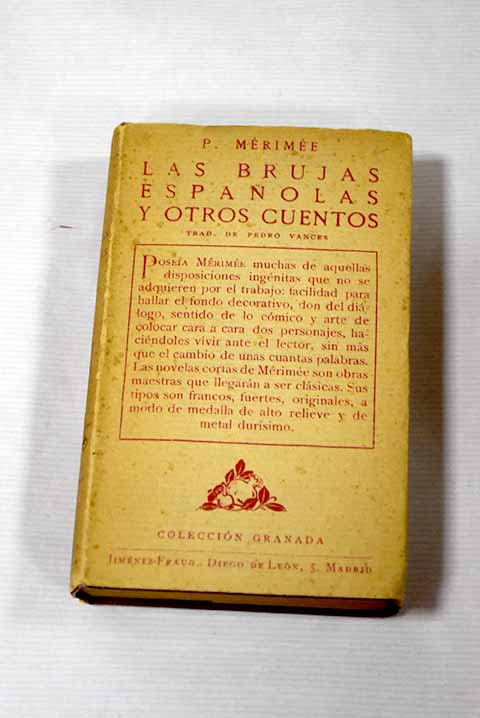 P. MÉRIMÉE
LAS BRUJAS
ESPAÑOLAS
Y OTROS CUENTOS
TRAD. DE PEDRO VANCES
POSEÍA MÉRIMÉE muchas de aquellas
disposiciones ingénitas que no se
adquieren por el trabajo: facilidad para
hallar el fondo decorativo, don del diá-
logo, sentido de lo cómico y arte de
colocar cara a cara dos personajes, ha-
ciéndoles vivir ante el lector, sin más
que el cambio de unas cuantas palabras.
Las novelas cortas de Mérimée son obras
maestras que llegarán a ser clásicas. Sus
tipos son francos, fuertes, originales, a
modo de medalla de alto relieve y de
metal durísimo.
COLECCIÓN GRANADA
JIMÉNEZ-FRAUD, DIEGO DE LEÓN, 5. MADRID